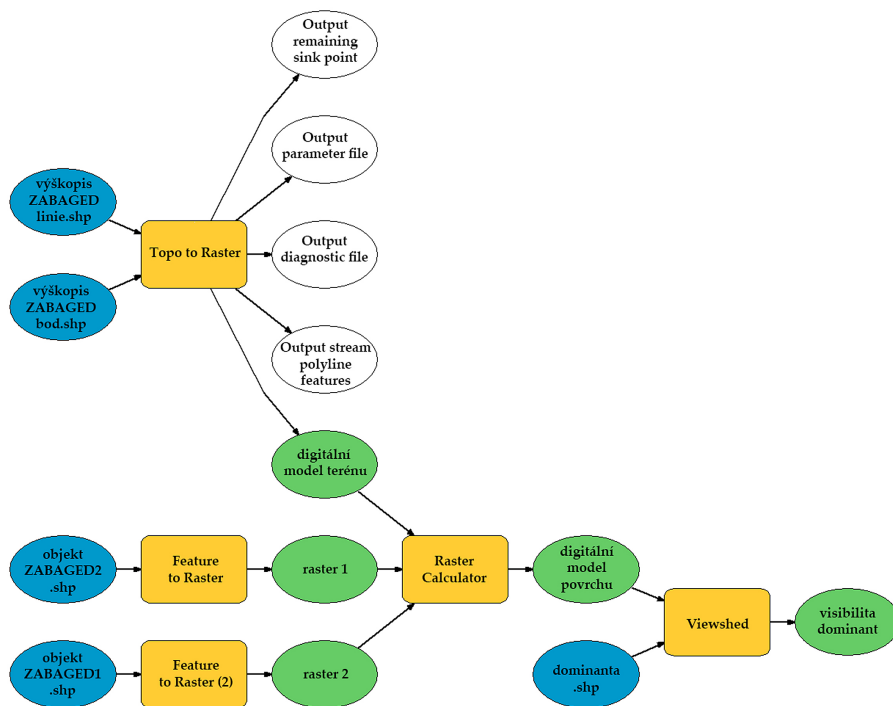 Output
remaining
sink point
Output
parameter file
výškopis
ZABAGED
linie.shp
Topo to Raster
Output
diagnostic file
výškopis
ZABAGED
bod.shp
Output stream
polyline
features
digitální
model terénu
objekt
ZABAGED2
.shp
Feature
to Raster
raster 1
Raster
Calculator
digitální
model
povrchu
Viewshed
visibilita
dominant
objekt
ZABAGED1
.shp
Feature
to Raster (2)
raster 2
dominanta
.shp